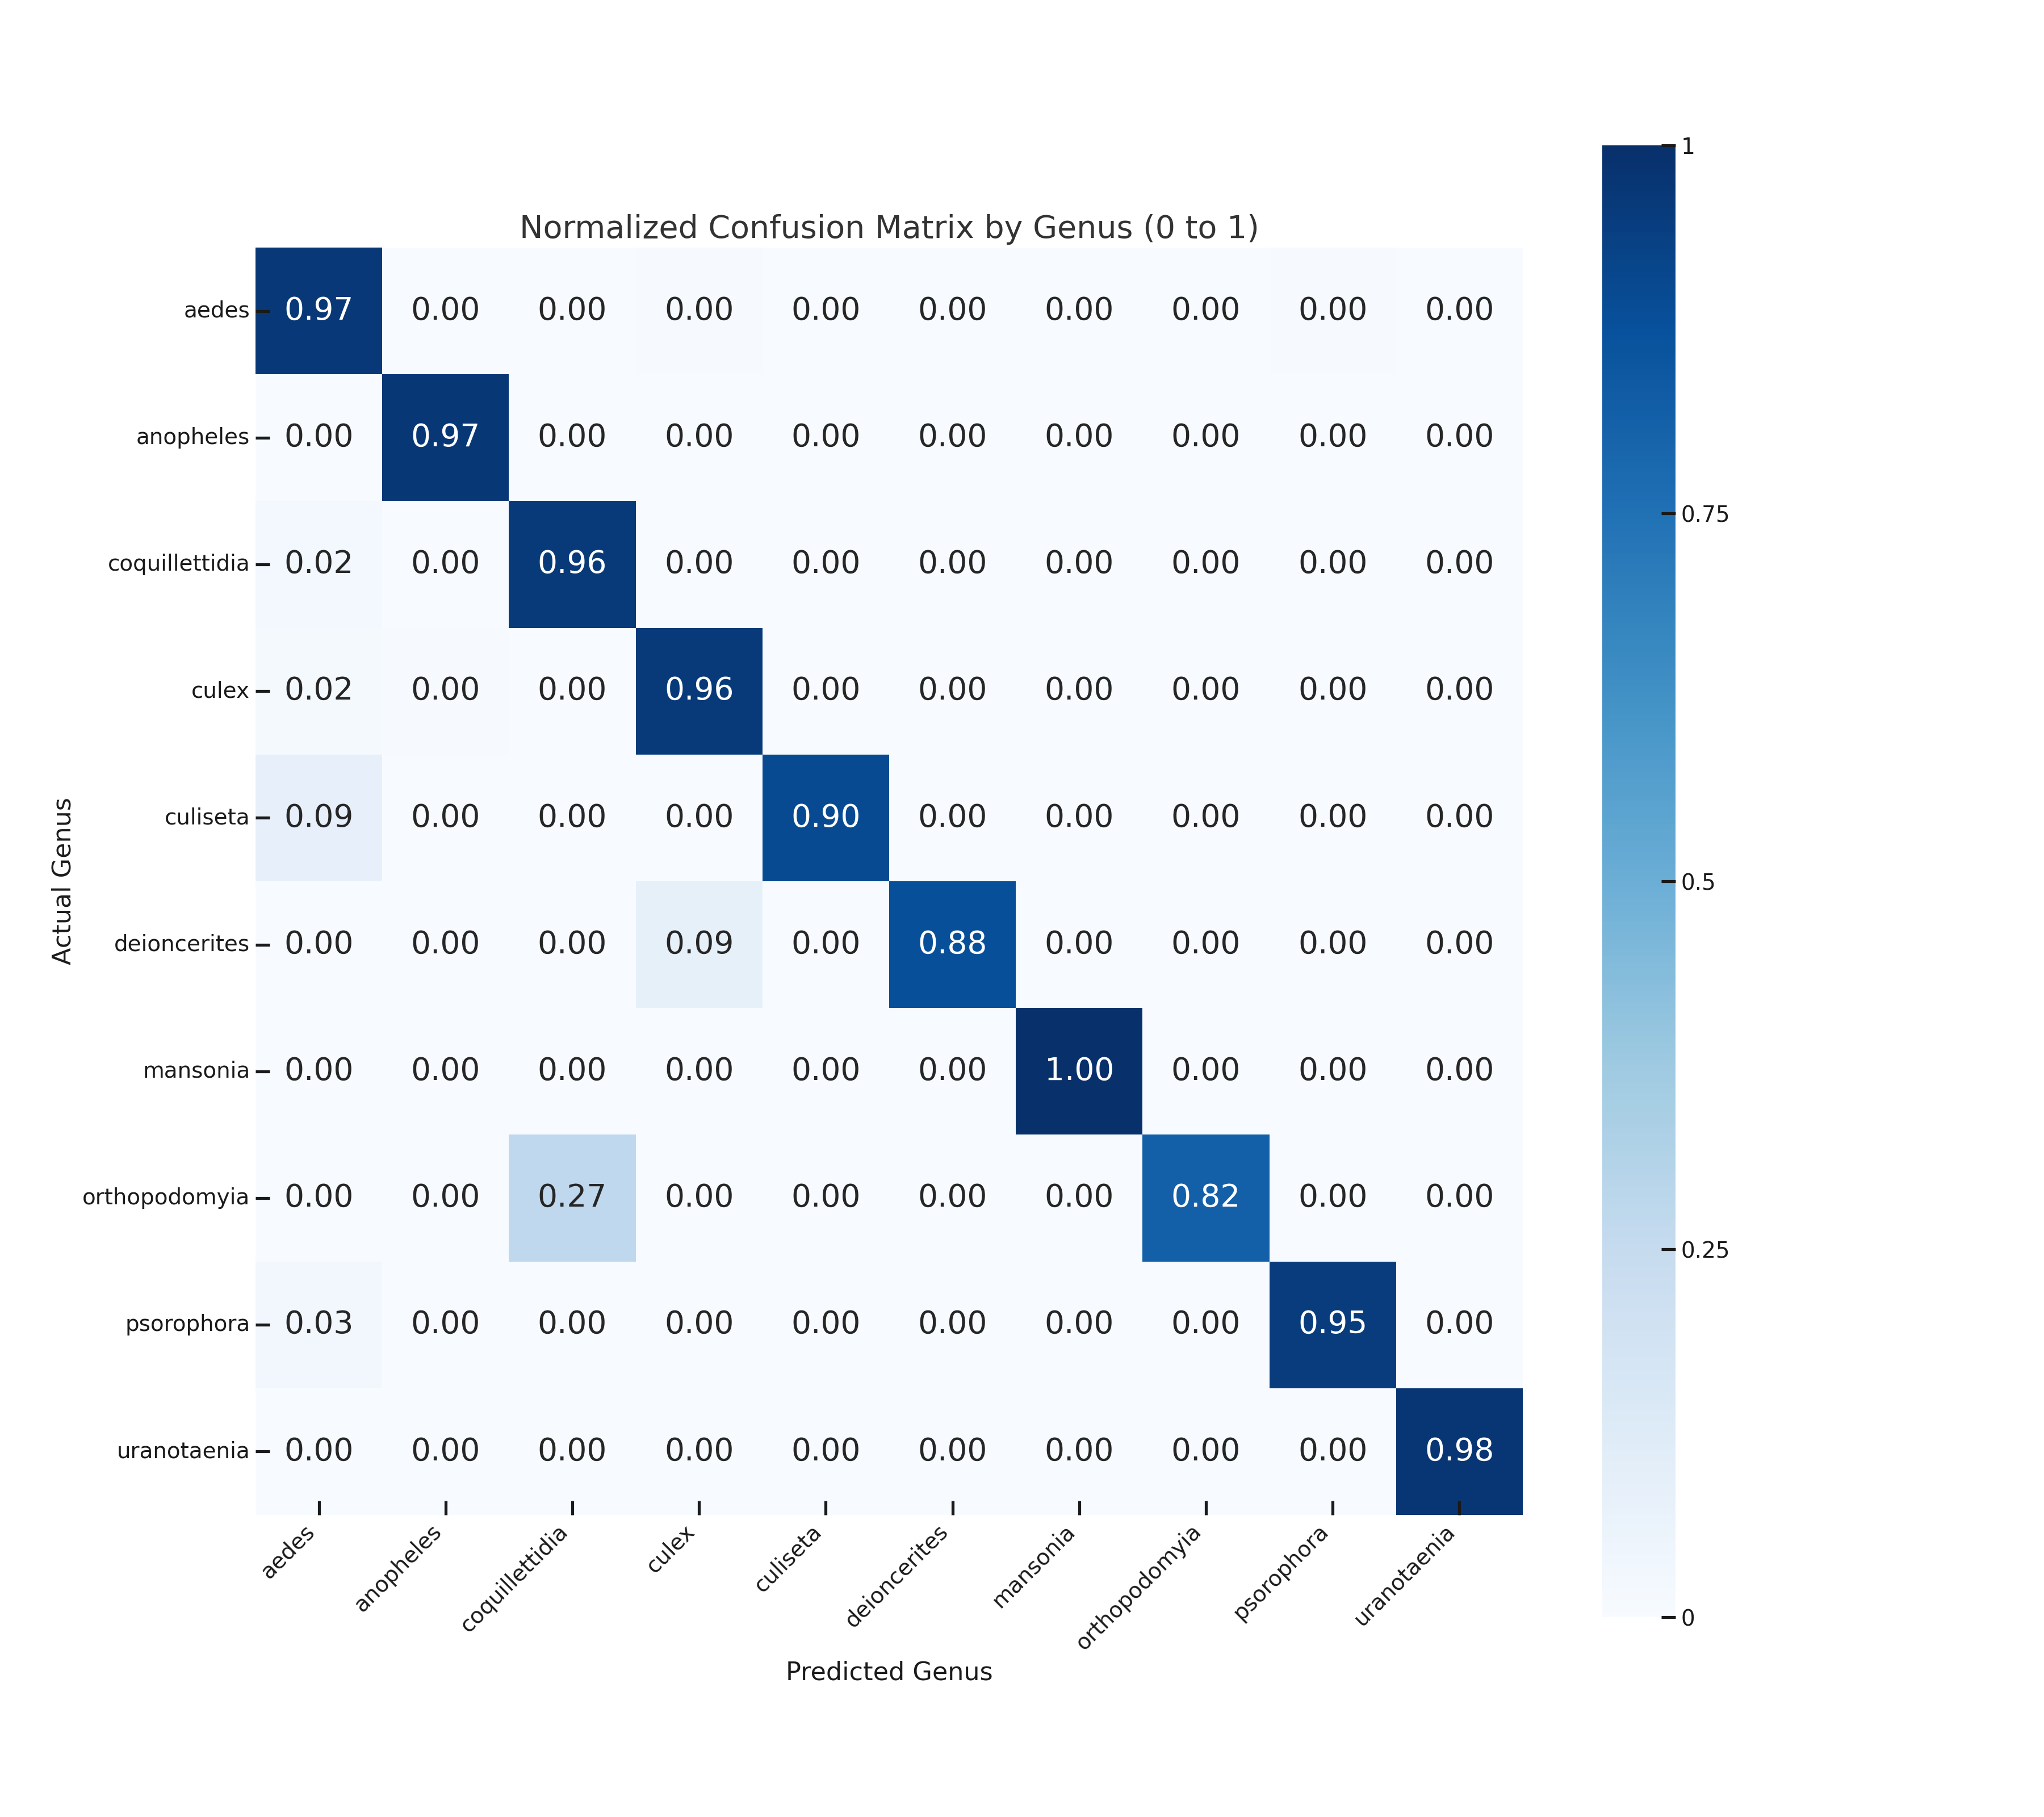 Normalized Confusion Matrix by Genus (0 to 1)
aedes 0.97 0.00 0.00 0.00 0.00 0.00 0.00 0.00 0.00 0.00
anopheles 0.00 0.97 0.00 0.00 0.00 0.00 0.00 0.00 0.00 0.00
coquillettidia 0.02 0.00 0.96 0.00 0.00 0.00 0.00 0.00 0.00 0.00
culex 0.02 0.00 0.00 0.96 0.00 0.00 0.00 0.00 0.00 0.00
culiseta 0.09 0.00 0.00 0.00 0.90 0.00 0.00 0.00 0.00 0.00
deioncerites 0.00 0.00 0.00 0.09 0.00 0.88 0.00 0.00 0.00 0.00
mansonia 0.00 0.00 0.00 0.00 0.00 0.00 1.00 0.00 0.00 0.00
orthopodomyia 0.00 0.00 0.27 0.00 0.00 0.00 0.00 0.82 0.00 0.00
psorophora 0.03 0.00 0.00 0.00 0.00 0.00 0.00 0.00 0.95 0.00
uranotaenia 0.00 0.00 0.00 0.00 0.00 0.00 0.00 0.00 0.00 0.98
aedes anopheles coquillettidia culex culiseta deioncerites mansonia orthopodomyia psorophora uranotaenia
Predicted Genus
Actual Genus
1
0.75
0.5
0.25
0